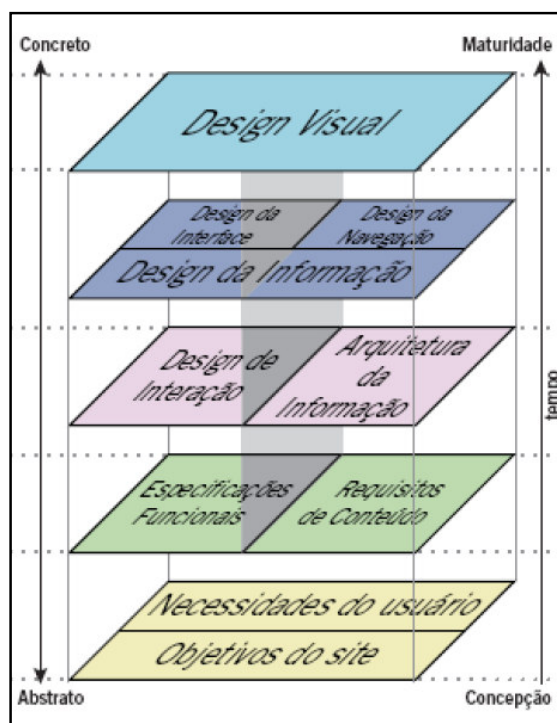 Concreto
Maturidade
Design Visual
Design da
Interface
Design da
Navegação
Design da Informação
Design de
Interação
Arquitetura
da
Informação
tempo
Especificações
Funcionais
Requisitos
de Conteúdo
Necessidades do usuário
Objetivos do site
Abstrato
Concepção